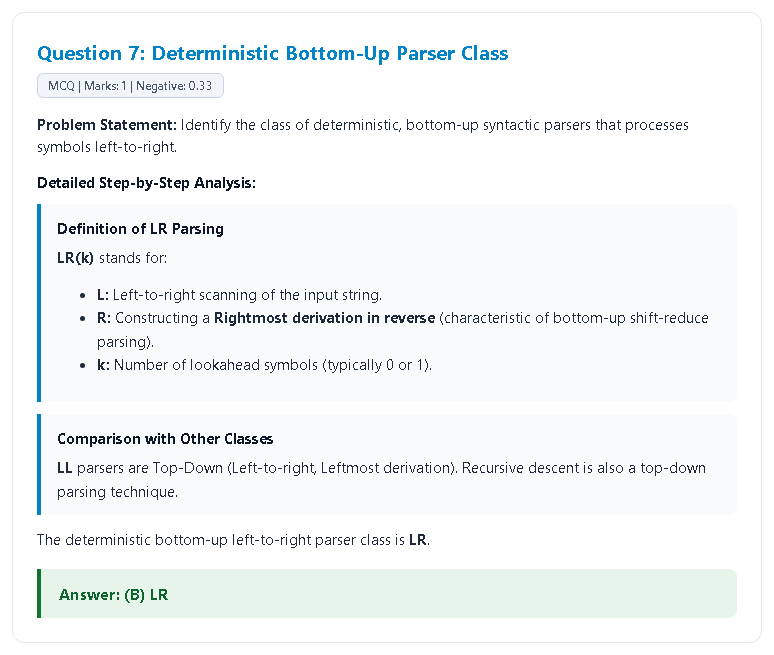 Question 7: Deterministic Bottom-Up Parser Class
MCQ | Marks: 1 | Negative: 0.33
Problem Statement: Identify the class of deterministic, bottom-up syntactic parsers that processes
symbols left-to-right.
Detailed Step-by-Step Analysis:
Definition of LR Parsing
LR(k) stands for:
• L: Left-to-right scanning of the input string.
• R: Constructing a Rightmost derivation in reverse (characteristic of bottom-up shift-reduce
parsing).
• k: Number of lookahead symbols (typically 0 or 1).
Comparison with Other Classes
LL parsers are Top-Down (Left-to-right, Leftmost derivation). Recursive descent is also a top-down
parsing technique.
The deterministic bottom-up left-to-right parser class is LR.
Answer: (B) LR